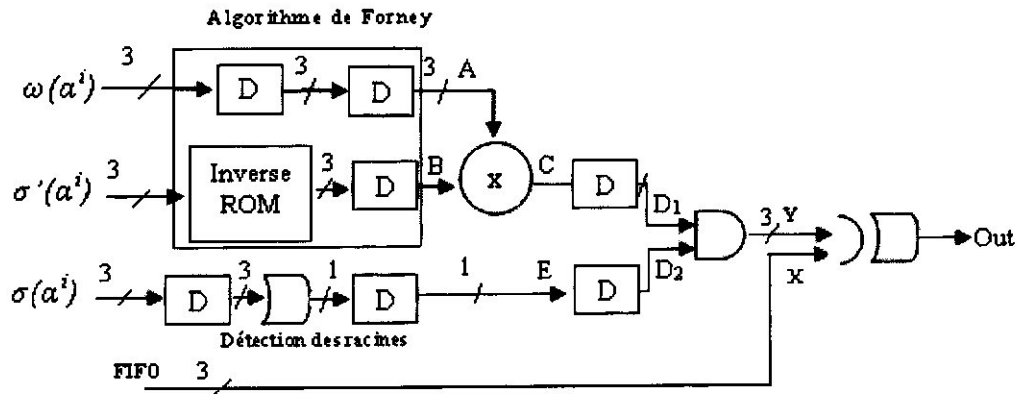 Algorithme de Forney
ω(α^i) 3 D 3 D 3 A
σ'(α^i) 3 Inverse ROM 3 D B x C D D₁
3 Y X Out
σ(α^i) 3 D 3 1 D 1 E D D₂
Détection des racines
FIFO 3